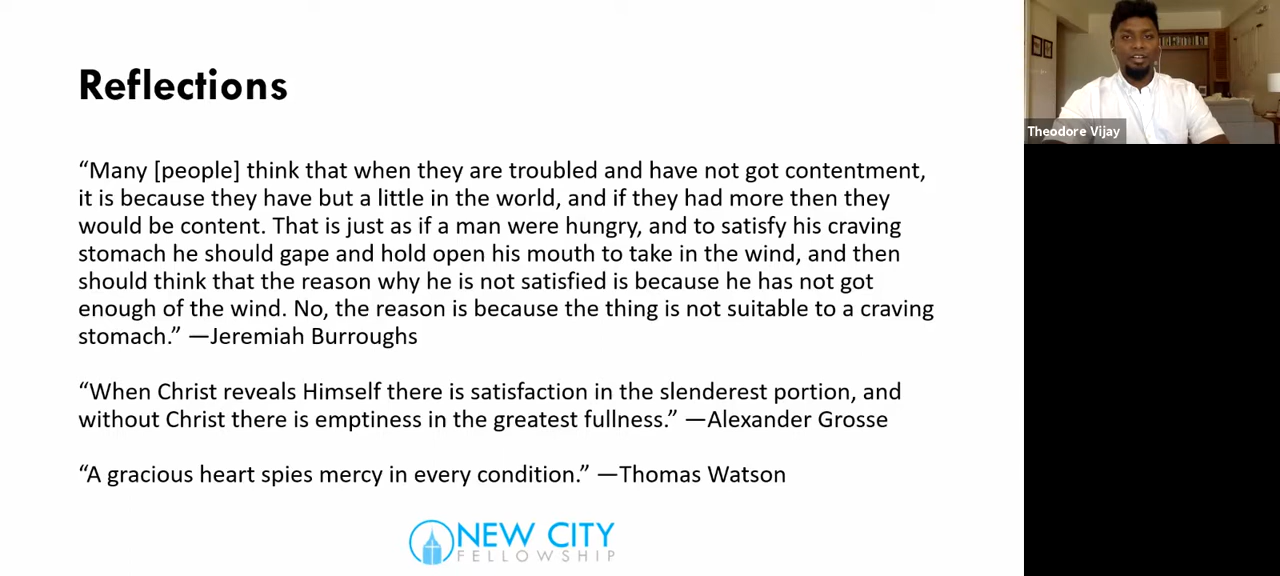 Reflections
“Many [people] think that when they are troubled and have not got contentment,
it is because they have but a little in the world, and if they had more then they
would be content. That is just as if a man were hungry, and to satisfy his craving
stomach he should gape and hold open his mouth to take in the wind, and then
should think that the reason why he is not satisfied is because he has not got
enough of the wind. No, the reason is because the thing is not suitable to a craving
stomach.” —Jeremiah Burroughs
“When Christ reveals Himself there is satisfaction in the slenderest portion, and
without Christ there is emptiness in the greatest fullness.” —Alexander Grosse
“A gracious heart spies mercy in every condition.” —Thomas Watson
NEW CITY
FELLOWSHIP
Theodore Vijay